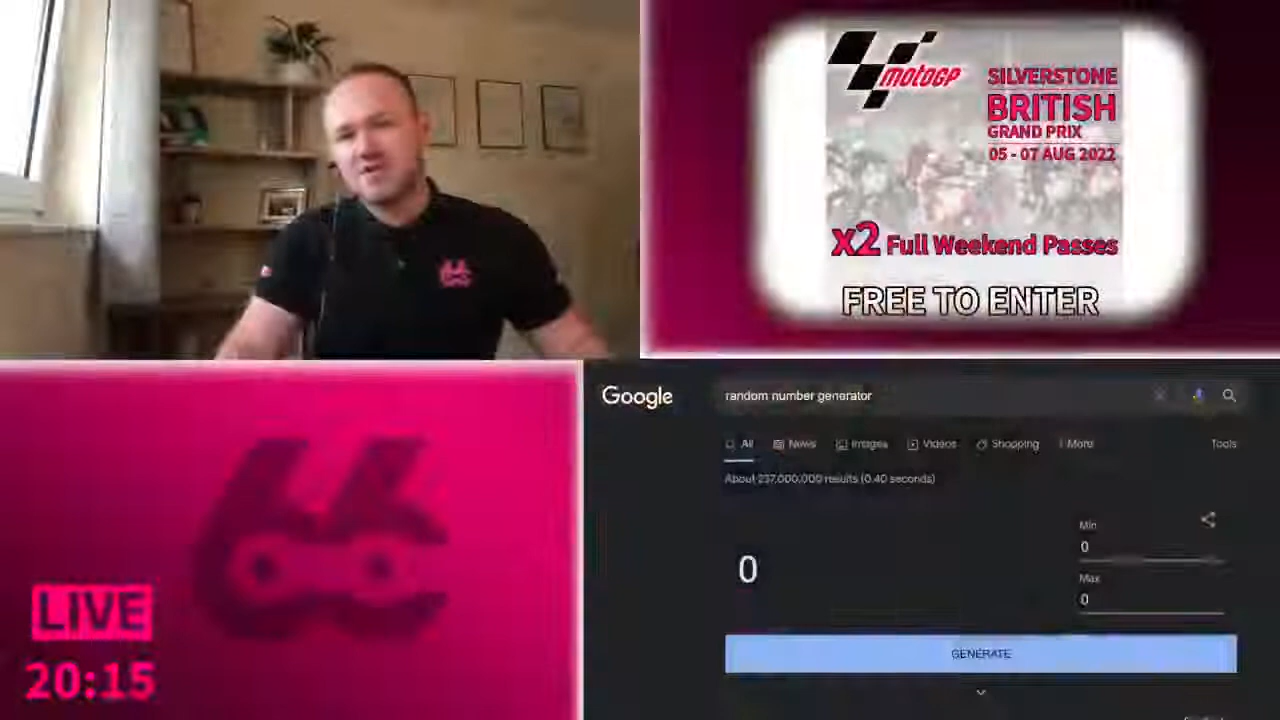 motoGP
SILVERSTONE
BRITISH
GRAND PRIX
05 - 07 AUG 2022
x2 Full Weekend Passes
FREE TO ENTER
LIVE
20:15
Google
random number generator
All News Images Videos Shopping More Tools
About 237,000,000 results (0.40 seconds)
0
Min
0
Max
0
GENERATE